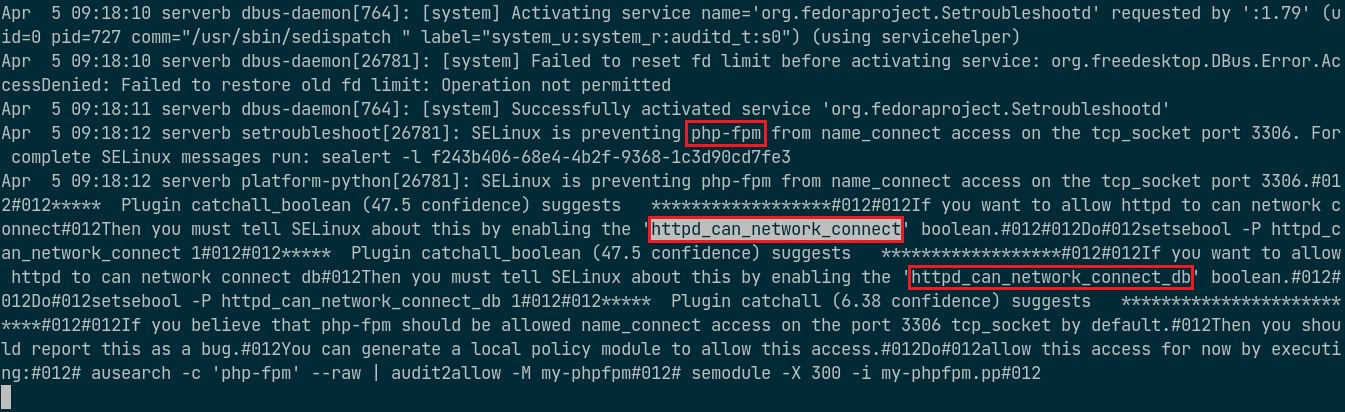 Apr  5 09:18:10 serverb dbus-daemon[764]: [system] Activating service name='org.fedoraproject.Setroubleshootd' requested by ':1.79' (u
id=0 pid=727 comm="/usr/sbin/sedispatch " label="system_u:system_r:auditd_t:s0") (using servicehelper)
Apr  5 09:18:10 serverb dbus-daemon[26781]: [system] Failed to reset fd limit before activating service: org.freedesktop.DBus.Error.Ac
cessDenied: Failed to restore old fd limit: Operation not permitted
Apr  5 09:18:11 serverb dbus-daemon[764]: [system] Successfully activated service 'org.fedoraproject.Setroubleshootd'
Apr  5 09:18:12 serverb setroubleshoot[26781]: SELinux is preventing php-fpm from name_connect access on the tcp_socket port 3306. For
 complete SELinux messages run: sealert -l f243b406-68e4-4b2f-9368-1c3d90cd7fe3
Apr  5 09:18:12 serverb platform-python[26781]: SELinux is preventing php-fpm from name_connect access on the tcp_socket port 3306.#01
2#012*****  Plugin catchall_boolean (47.5 confidence) suggests   ******************#012#012If you want to allow httpd to can network c
onnect#012Then you must tell SELinux about this by enabling the 'httpd_can_network_connect' boolean.#012#012Do#012setsebool -P httpd_c
an_network_connect 1#012#012*****  Plugin catchall_boolean (47.5 confidence) suggests   ******************#012#012If you want to allow
 httpd to can network connect db#012Then you must tell SELinux about this by enabling the 'httpd_can_network_connect_db' boolean.#012#
012Do#012setsebool -P httpd_can_network_connect_db 1#012#012*****  Plugin catchall (6.38 confidence) suggests   **********************
****#012#012If you believe that php-fpm should be allowed name_connect access on the port 3306 tcp_socket by default.#012Then you shou
ld report this as a bug.#012You can generate a local policy module to allow this access.#012Do#012allow this access for now by executi
ng:#012# ausearch -c 'php-fpm' --raw | audit2allow -M my-phpfpm#012# semodule -X 300 -i my-phpfpm.pp#012